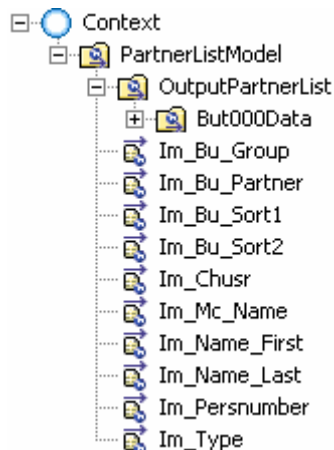 Context
PartnerListModel
OutputPartnerList
But000Data
Im_Bu_Group
Im_Bu_Partner
Im_Bu_Sort1
Im_Bu_Sort2
Im_Chusr
Im_Mc_Name
Im_Name_First
Im_Name_Last
Im_Persnumber
Im_Type